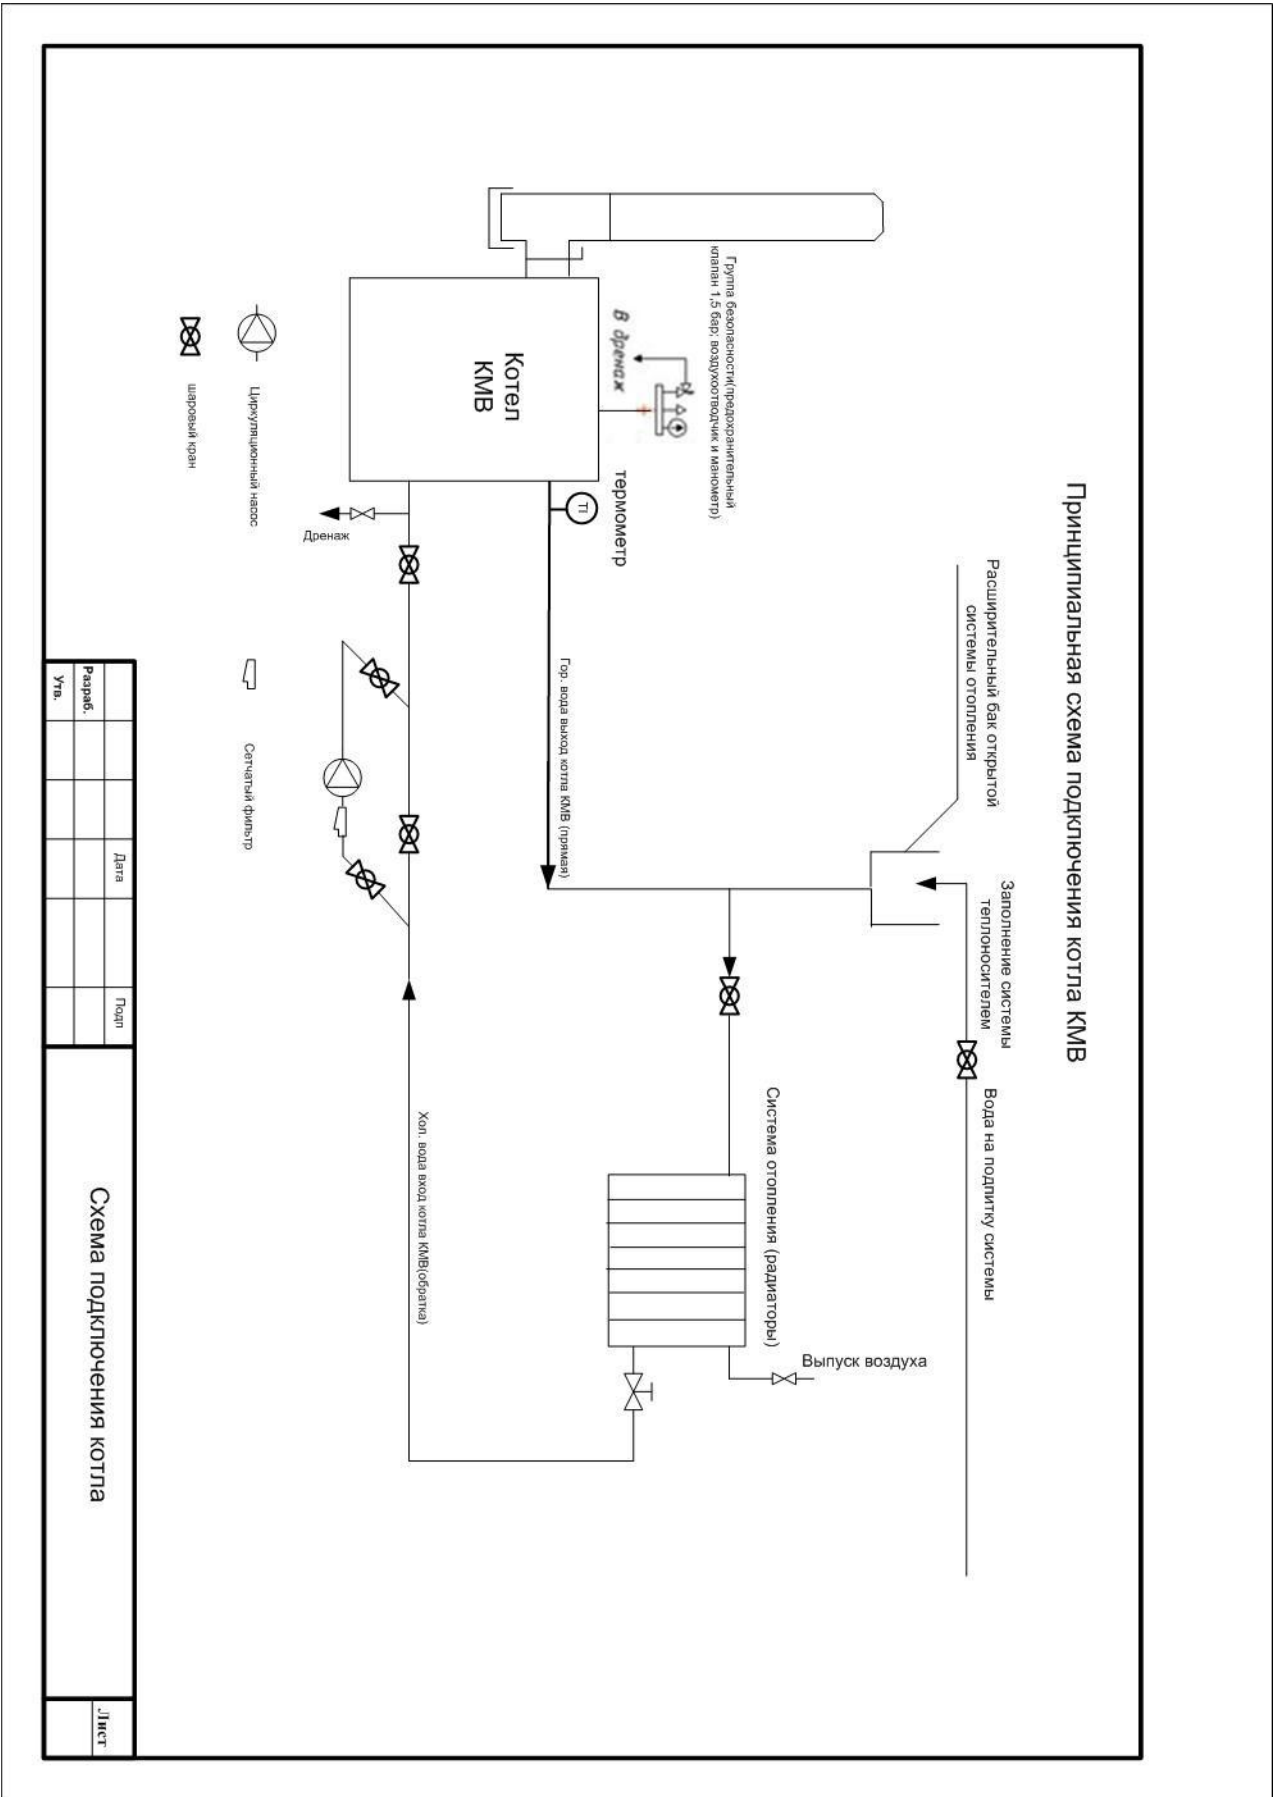 Принципиальная схема подключения котла КМВ
Расширительный бак открытой
системы отопления
Заполнение системы
теплоносителем
Вода на подпитку системы
Группа безопасности(предохранительный
клапан 1,5 бар; воздухоотводчик и манометр)
В дренаж
термометр
TI
Котел
КМВ
Гор. вода выход котла КМВ (прямая)
Система отопления (радиаторы)
Выпуск воздуха
Дренаж
Хол. вода вход котла КМВ(обратка)
Циркуляционный насос
шаровый кран
Сетчатый фильтр
Дата
Подп
Разраб.
Утв.
Схема подключения котла
Лист